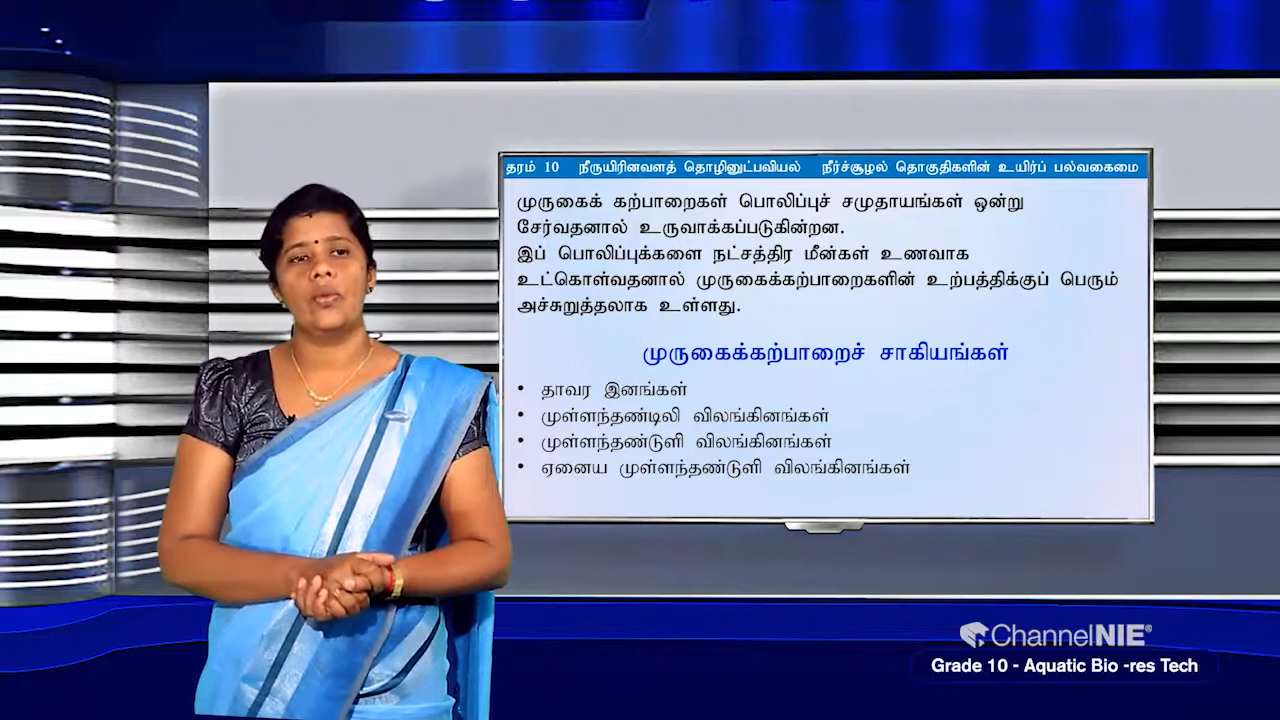 தரம் 10 நீருயிரினவளத் தொழினுட்பவியல் நீர்ச்சூழல் தொகுதிகளின் உயிர்ப் பல்வகைமை
முருகைக் கற்பாறைகள் பொலிப்புச் சமுதாயங்கள் ஒன்று
சேர்வதனால் உருவாக்கப்படுகின்றன.
இப் பொலிப்புக்களை நட்சத்திர மீன்கள் உணவாக
உட்கொள்வதனால் முருகைக்கற்பாறைகளின் உற்பத்திக்குப் பெரும்
அச்சுறுத்தலாக உள்ளது.
முருகைக்கற்பாறைச் சாகியங்கள்
• தாவர இனங்கள்
• முள்ளந்தண்டிலி விலங்கினங்கள்
• முள்ளந்தண்டுளி விலங்கினங்கள்
• ஏனைய முள்ளந்தண்டுளி விலங்கினங்கள்
ChannelNIE®
Grade 10 - Aquatic Bio -res Tech